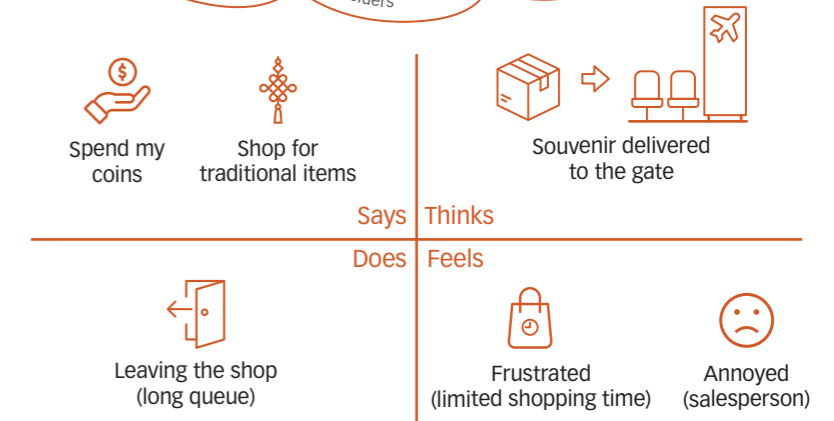 Spend my
coins
Shop for
traditional items
Souvenir delivered
to the gate
Says
Thinks
Does
Feels
Leaving the shop
(long queue)
Frustrated
(limited shopping time)
Annoyed
(salesperson)